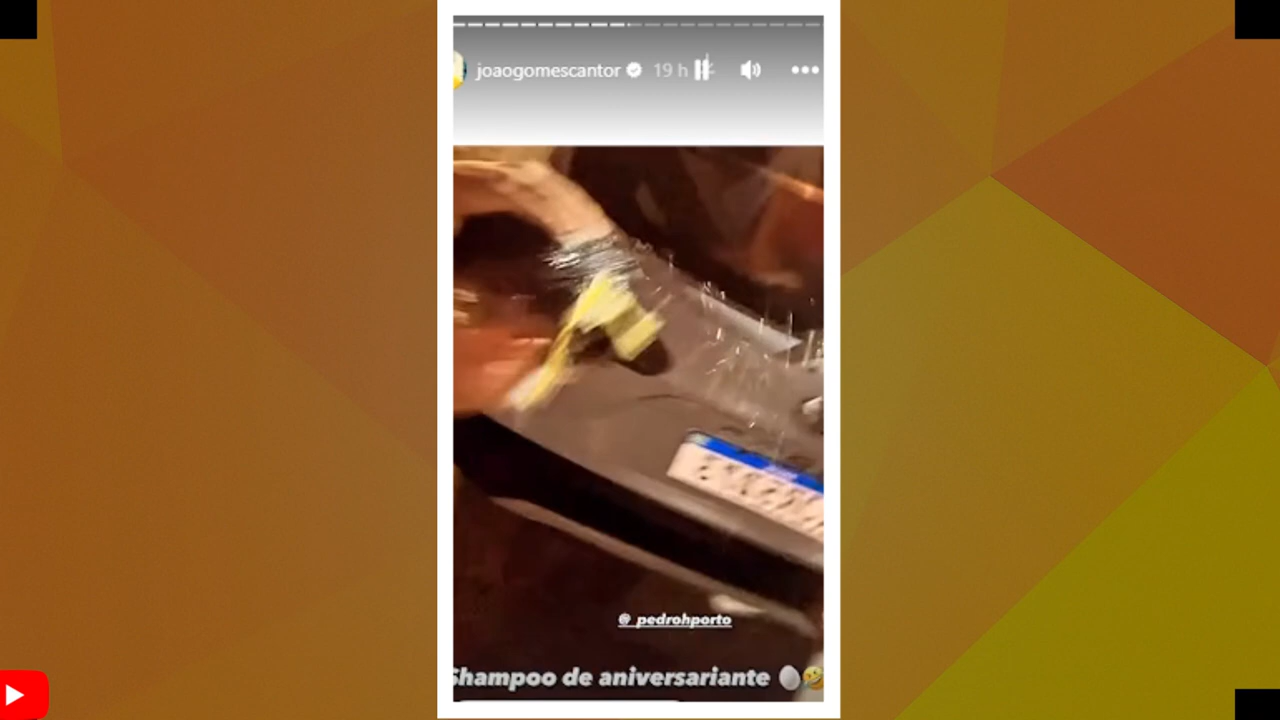 joaogomescantor 19 h
@_pedrohporto
Shampoo de aniversariante 🥚🤣